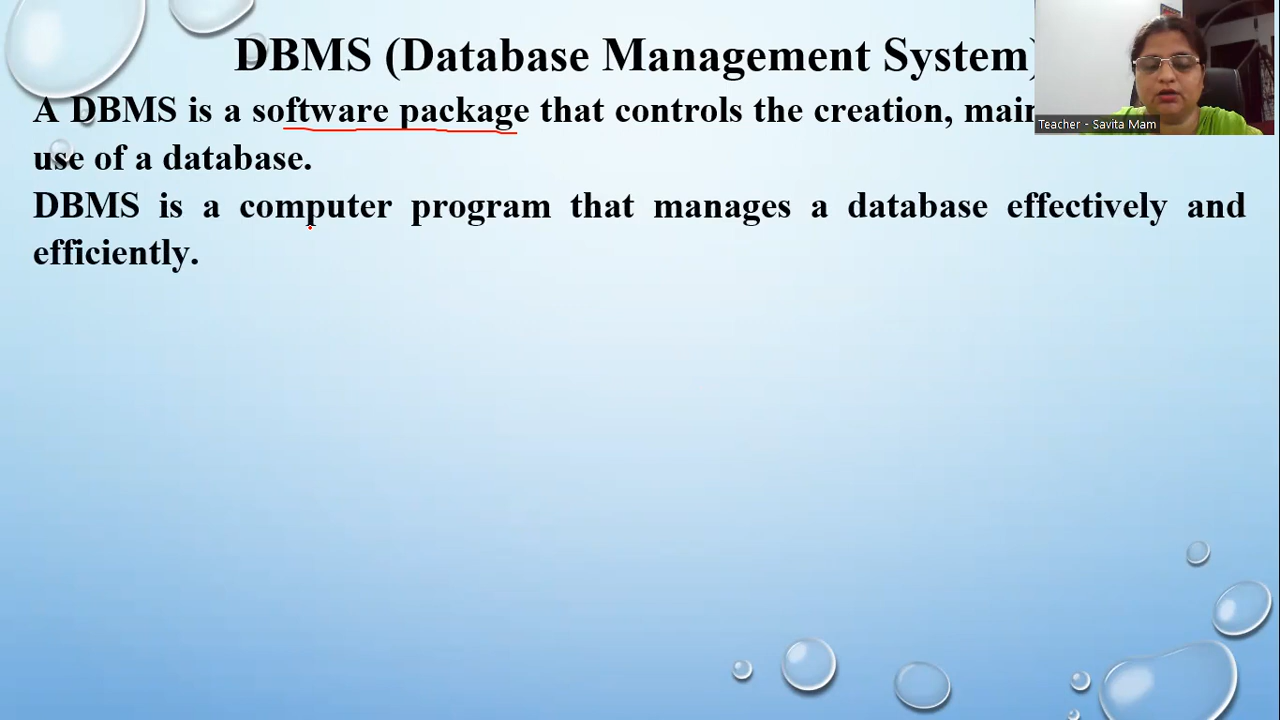 DBMS (Database Management System)
A DBMS is a software package that controls the creation,
use of a database.
DBMS is a computer program that manages a database effectively and
efficiently.
Teacher - Savita Mam